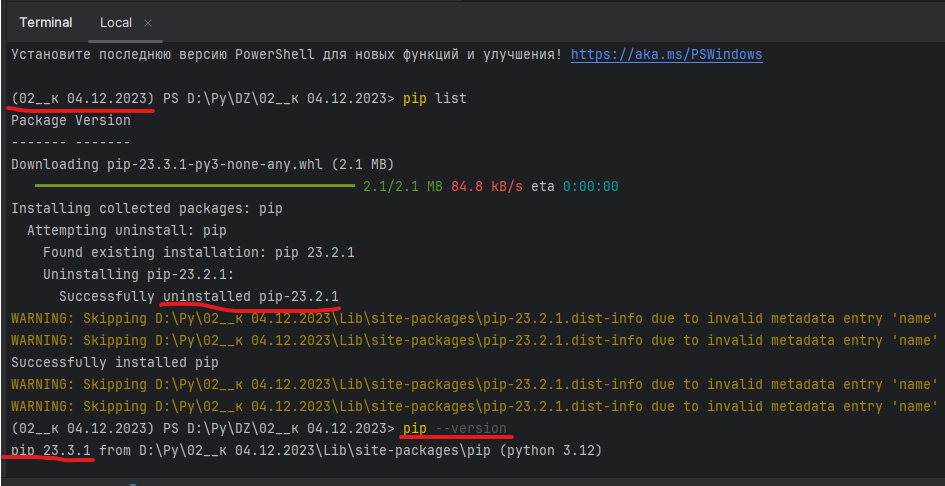 Terminal Local ×
Установите последнюю версию PowerShell для новых функций и улучшения! https://aka.ms/PSWindows
(02__к 04.12.2023) PS D:\Py\DZ\02__к 04.12.2023> pip list
Package Version
------- -------
Downloading pip-23.3.1-py3-none-any.whl (2.1 MB)
2.1/2.1 MB 84.8 kB/s eta 0:00:00
Installing collected packages: pip
Attempting uninstall: pip
Found existing installation: pip 23.2.1
Uninstalling pip-23.2.1:
Successfully uninstalled pip-23.2.1
WARNING: Skipping D:\Py\02__к 04.12.2023\Lib\site-packages\pip-23.2.1.dist-info due to invalid metadata entry 'name'
WARNING: Skipping D:\Py\02__к 04.12.2023\Lib\site-packages\pip-23.2.1.dist-info due to invalid metadata entry 'name'
Successfully installed pip
WARNING: Skipping D:\Py\02__к 04.12.2023\Lib\site-packages\pip-23.2.1.dist-info due to invalid metadata entry 'name'
WARNING: Skipping D:\Py\02__к 04.12.2023\Lib\site-packages\pip-23.2.1.dist-info due to invalid metadata entry 'name'
(02__к 04.12.2023) PS D:\Py\DZ\02__к 04.12.2023> pip --version
pip 23.3.1 from D:\Py\02__к 04.12.2023\Lib\site-packages\pip (python 3.12)